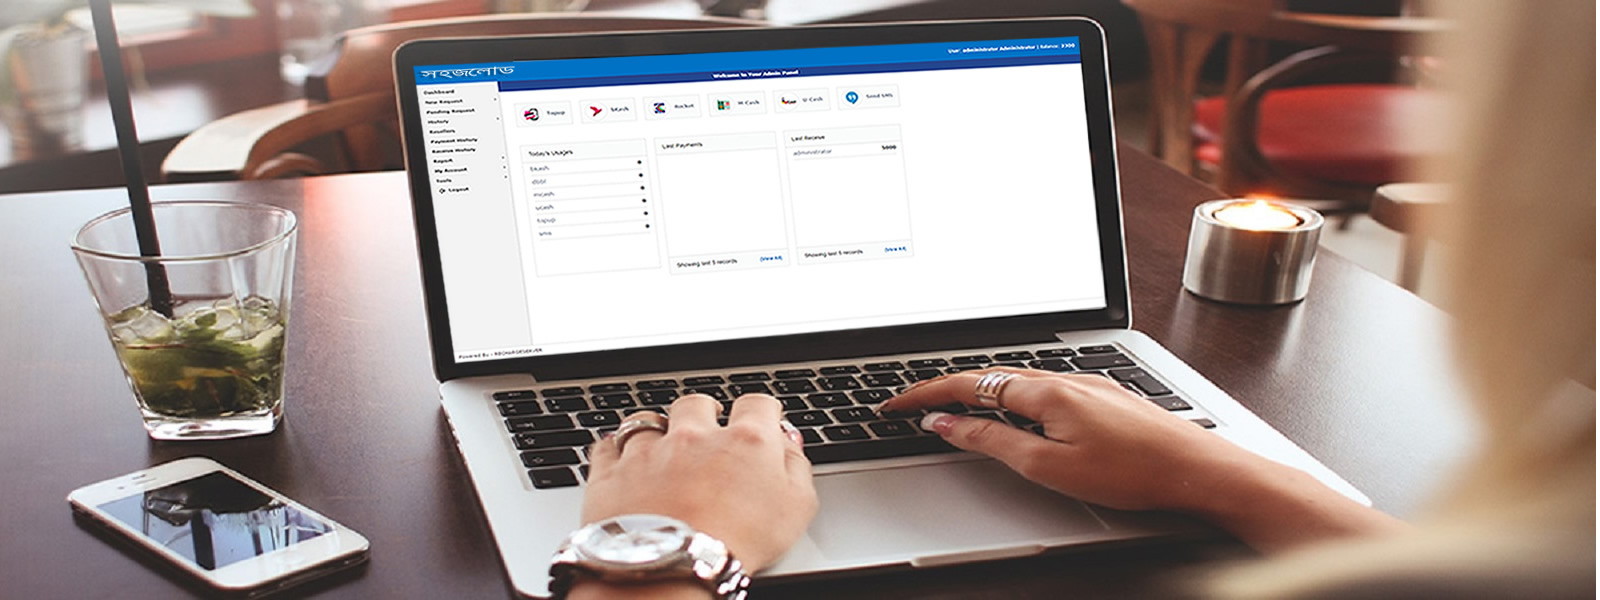 সহজলোড
User: administrator Administrator | Balance: 2300
Welcome to Your Admin Panel
Dashboard
New Request
Pending Request
History
Resellers
Payment History
Receive History
Report
My Account
Tools
Logout
Topup
bKash
Rocket
M-Cash
U-Cash
Send SMS
Today's Usages
bkash
dbbl
mcash
ucash
topup
sms
Last Payments
Showing last 5 records
(View All)
Last Receive
administrator 5000
Showing last 5 records
(View All)
Powered By - RECHARGESERVER